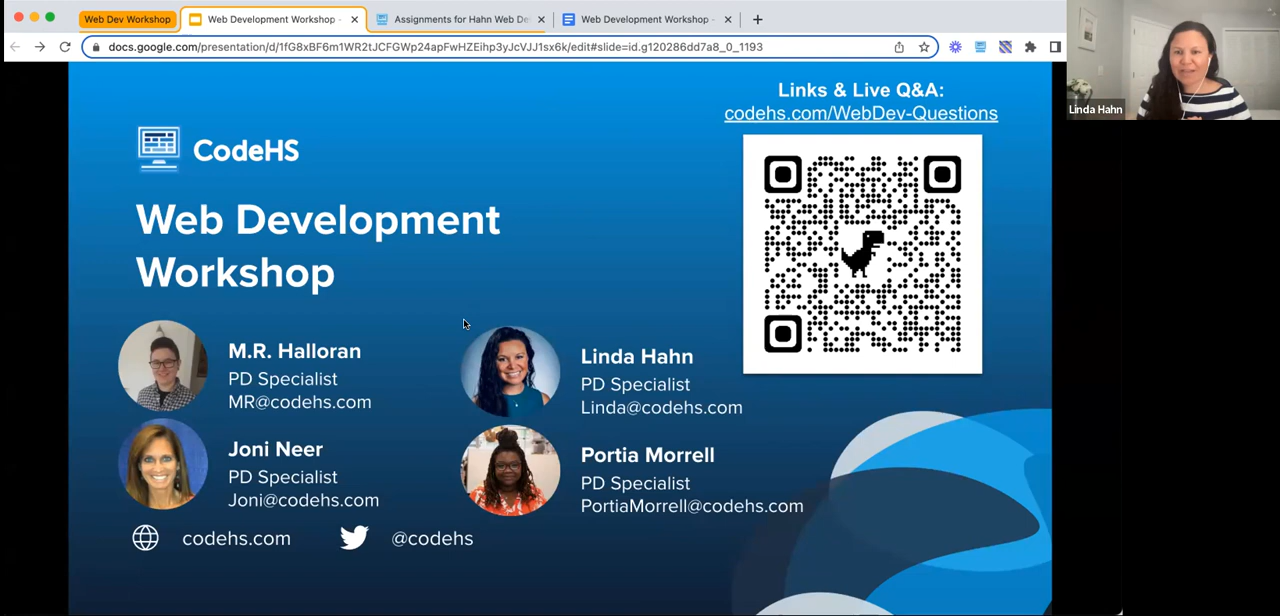 Web Dev Workshop
Web Development Workshop -
Assignments for Hahn Web De
Web Development Workshop -
docs.google.com/presentation/d/1fG8xBF6m1WR2tJCFGWp24apFwHZEihp3yJcVJJ1sx6k/edit#slide=id.g120286dd7a8_0_1193
Linda Hahn
Links & Live Q&A:
codehs.com/WebDev-Questions
CodeHS
Web Development
Workshop
M.R. Halloran
PD Specialist
MR@codehs.com
Linda Hahn
PD Specialist
Linda@codehs.com
Joni Neer
PD Specialist
Joni@codehs.com
Portia Morrell
PD Specialist
PortiaMorrell@codehs.com
codehs.com
@codehs